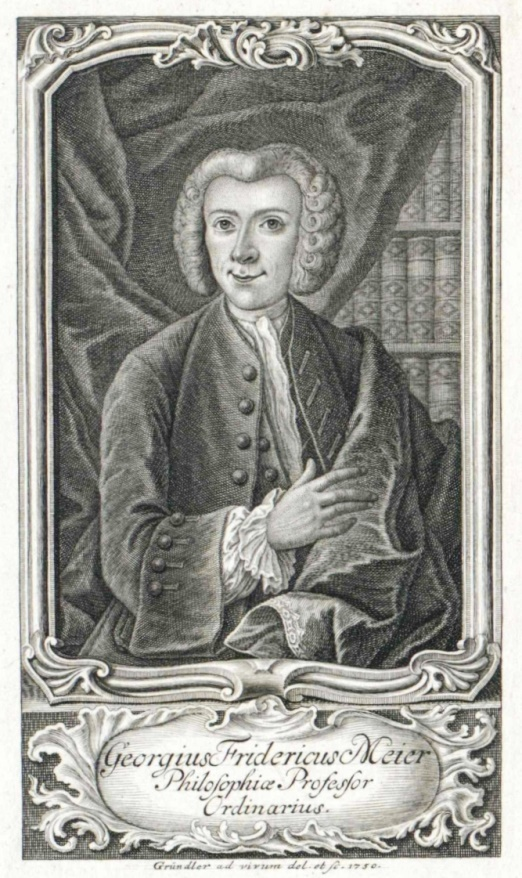 Georgius Fridericus Meier
Philoſophiæ Profeſſor
Ordinarius.
Gründler ad vivum del. et ſc. 1750.